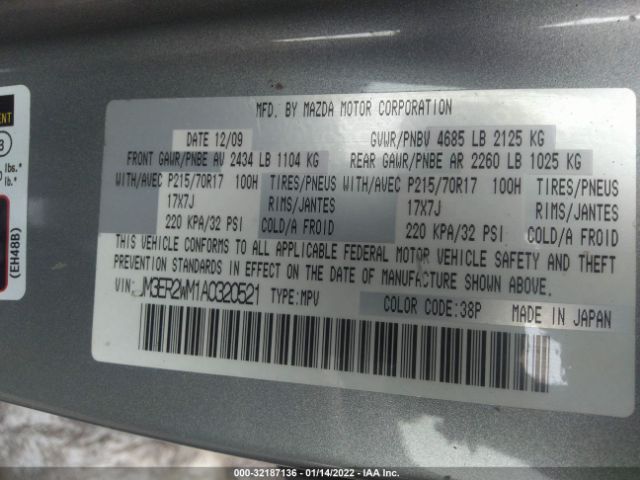 ENT
lbs.*
lb.*
(EH48B)
MFD. BY MAZDA MOTOR CORPORATION
DATE 12/09 GVWR/PNBV 4685 LB 2125 KG
FRONT GAWR/PNBE AV 2434 LB 1104 KG REAR GAWR/PNBE AR 2260 LB 1025 KG
WITH/AVEC P215/70R17 100H TIRES/PNEUS WITH/AVEC P215/70R17 100H TIRES/PNEUS
17X7J RIMS/JANTES 17X7J RIMS/JANTES
220 KPA/32 PSI COLD/A FROID 220 KPA/32 PSI COLD/A FROID
THIS VEHICLE CONFORMS TO ALL APPLICABLE FEDERAL MOTOR VEHICLE SAFETY AND THEFT
PREVENTION STANDARDS IN EFFECT ON THE DATE OF MANUFACTURE SHOWN ABOVE.
VIN: JM3ER2WM1A0320521 TYPE:MPV COLOR CODE:38P MADE IN JAPAN
000-32187136 - 01/14/2022 - IAA Inc.